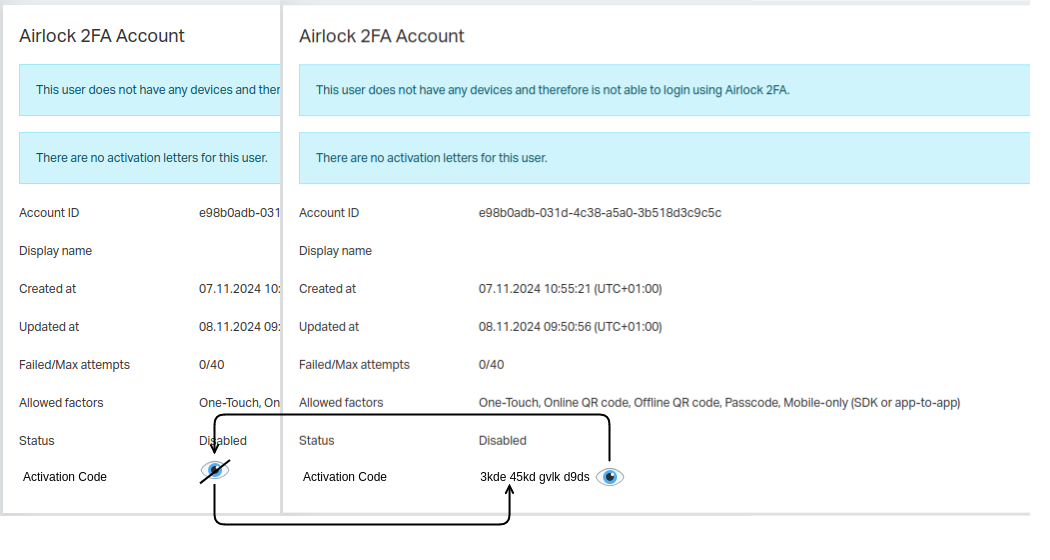 Airlock 2FA Account
This user does not have any devices and ther
There are no activation letters for this user.
Account ID e98b0adb-031
Display name
Created at 07.11.2024 10:
Updated at 08.11.2024 09:
Failed/Max attempts 0/40
Allowed factors One-Touch, On
Status Disabled
Activation Code
Airlock 2FA Account
This user does not have any devices and therefore is not able to login using Airlock 2FA.
There are no activation letters for this user.
Account ID e98b0adb-031d-4c38-a5a0-3b518d3c9c5c
Display name
Created at 07.11.2024 10:55:21 (UTC+01:00)
Updated at 08.11.2024 09:50:56 (UTC+01:00)
Failed/Max attempts 0/40
Allowed factors One-Touch, Online QR code, Offline QR code, Passcode, Mobile-only (SDK or app-to-app)
Status Disabled
Activation Code 3kde 45kd gvlk d9ds